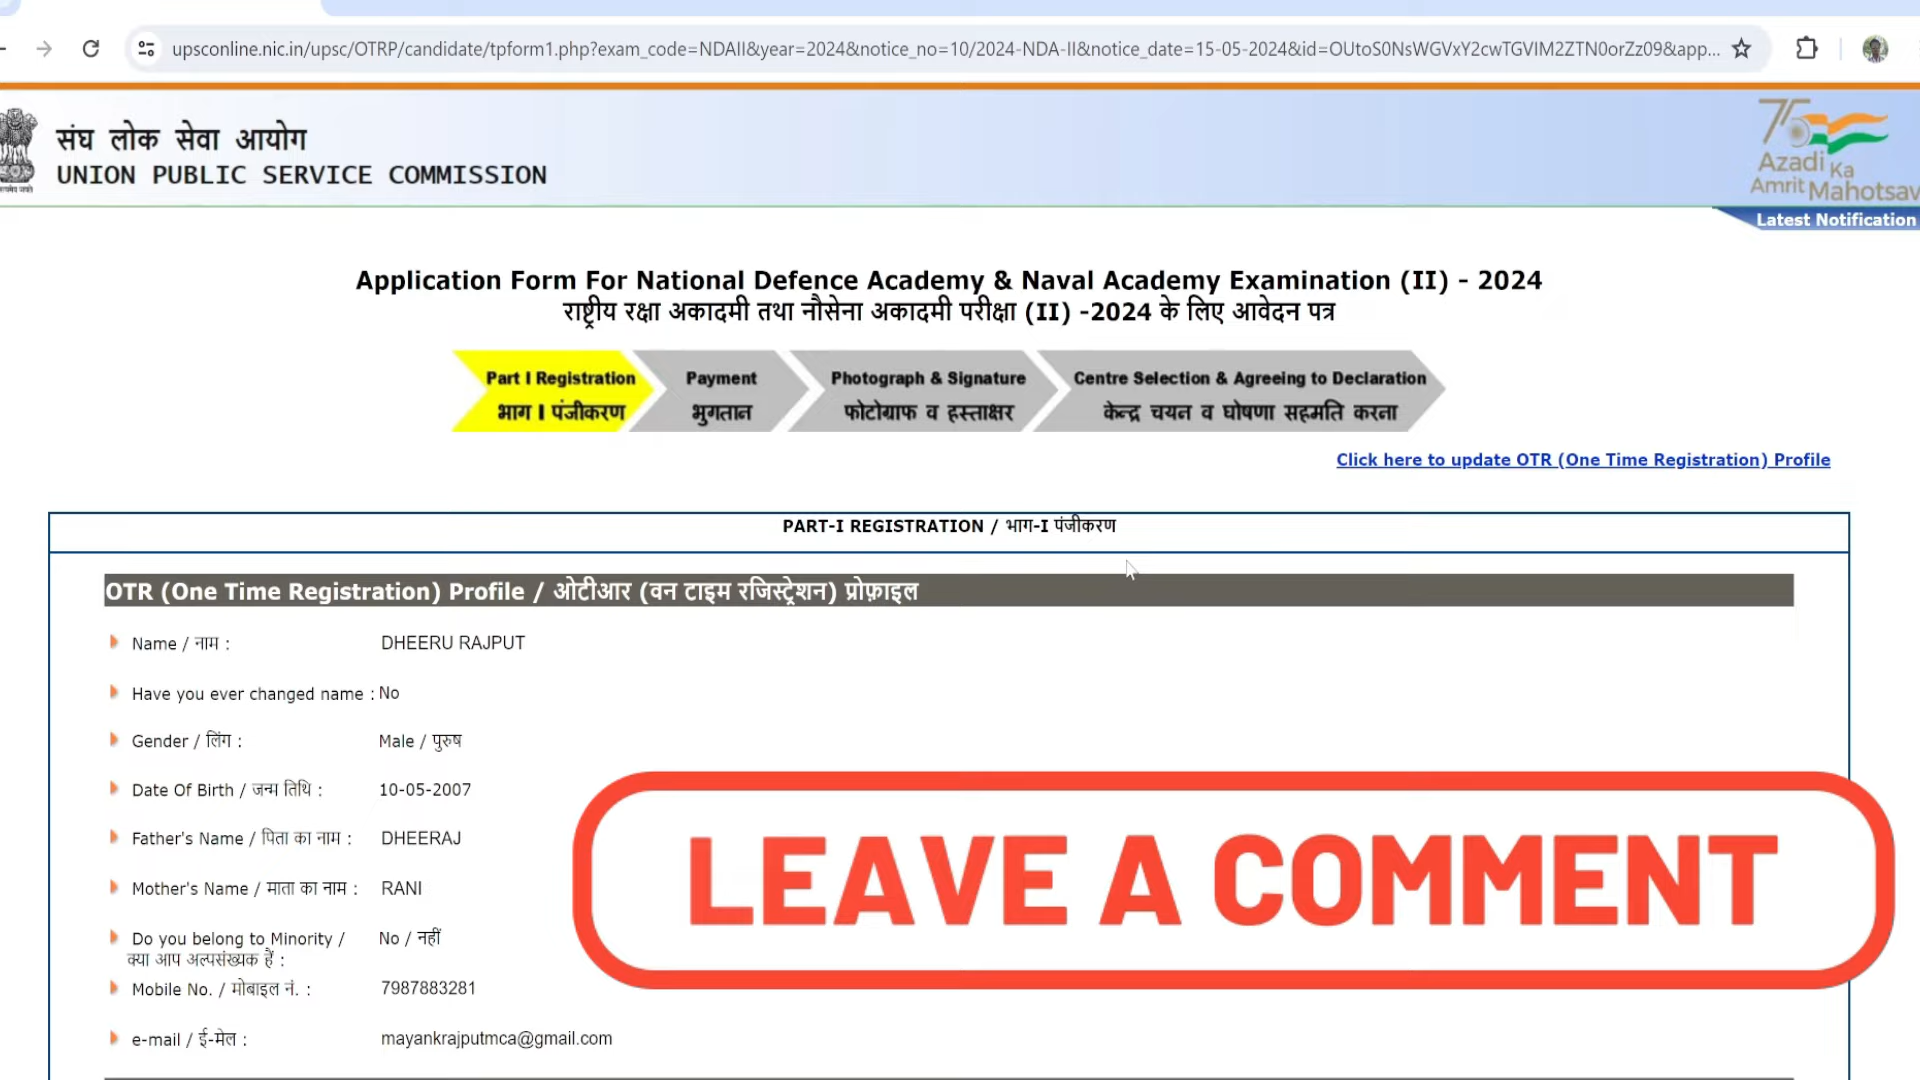 upsconline.nic.in/upsc/OTRP/candidate/tpform1.php?exam_code=NDAII&year=2024&notice_no=10/2024-NDA-II&notice_date=15-05-2024&id=OUtoS0NsWGVxY2cwTGVIM2ZTN0orZz09&app...
संघ लोक सेवा आयोग
UNION PUBLIC SERVICE COMMISSION
75
Azadi Ka
Amrit Mahotsav
Latest Notification
Application Form For National Defence Academy & Naval Academy Examination (II) - 2024
राष्ट्रीय रक्षा अकादमी तथा नौसेना अकादमी परीक्षा (II) -2024 के लिए आवेदन पत्र
Part I Registration
भाग I पंजीकरण
Payment
भुगतान
Photograph & Signature
फोटोग्राफ व हस्ताक्षर
Centre Selection & Agreeing to Declaration
केन्द्र चयन व घोषणा सहमति करना
Click here to update OTR (One Time Registration) Profile
PART-I REGISTRATION / भाग-I पंजीकरण
OTR (One Time Registration) Profile / ओटीआर (वन टाइम रजिस्ट्रेशन) प्रोफ़ाइल
Name / नाम : DHEERU RAJPUT
Have you ever changed name : No
Gender / लिंग : Male / पुरुष
Date Of Birth / जन्म तिथि : 10-05-2007
Father's Name / पिता का नाम : DHEERAJ
Mother's Name / माता का नाम : RANI
Do you belong to Minority / No / नहीं
क्या आप अल्पसंख्यक हैं :
Mobile No. / मोबाइल नं. : 7987883281
e-mail / ई-मेल : mayankrajputmca@gmail.com
LEAVE A COMMENT